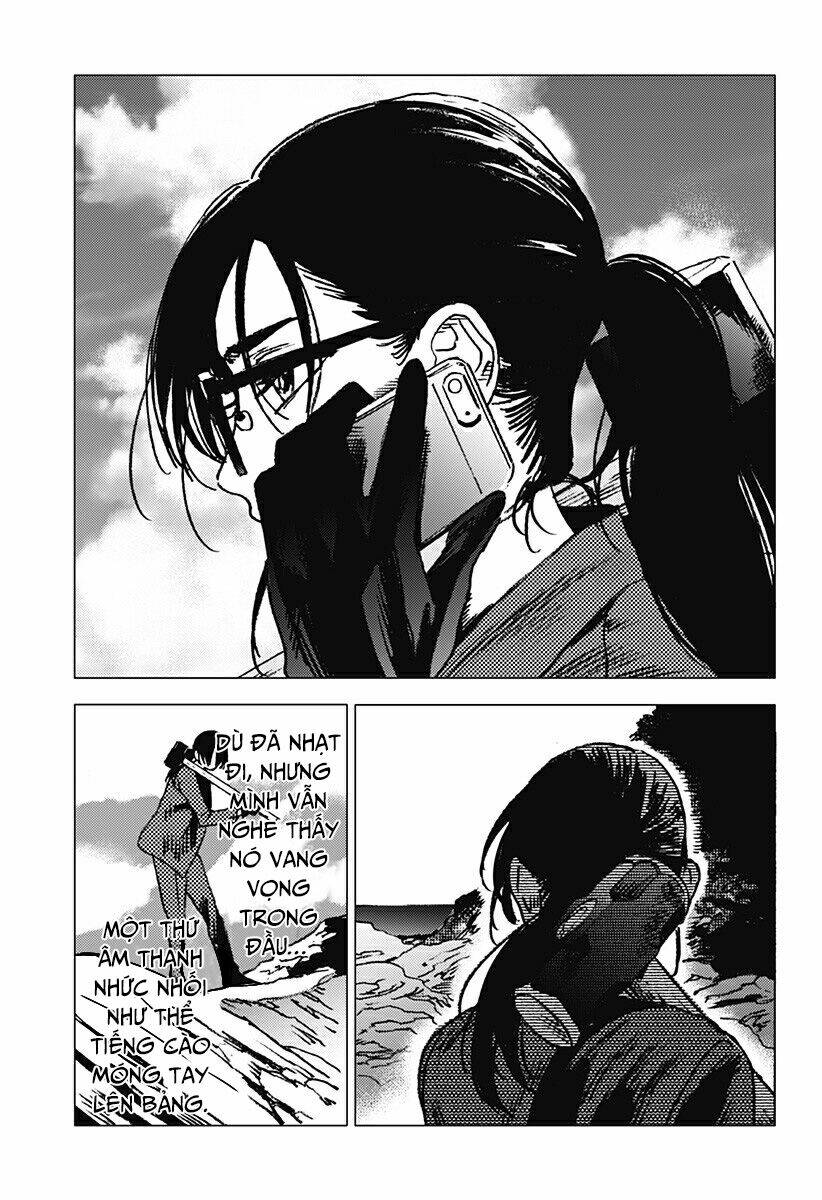 DÙ ĐÃ NHẠT
ĐI, NHƯNG
MÌNH VẪN
NGHE THẤY
NÓ VANG
VỌNG
TRONG
ĐẦU...
MỘT THỨ
ÂM THANH
NHỨC NHỐI
NHƯ THỂ
TIẾNG CÀO
MÓNG TAY
LÊN BẢNG.